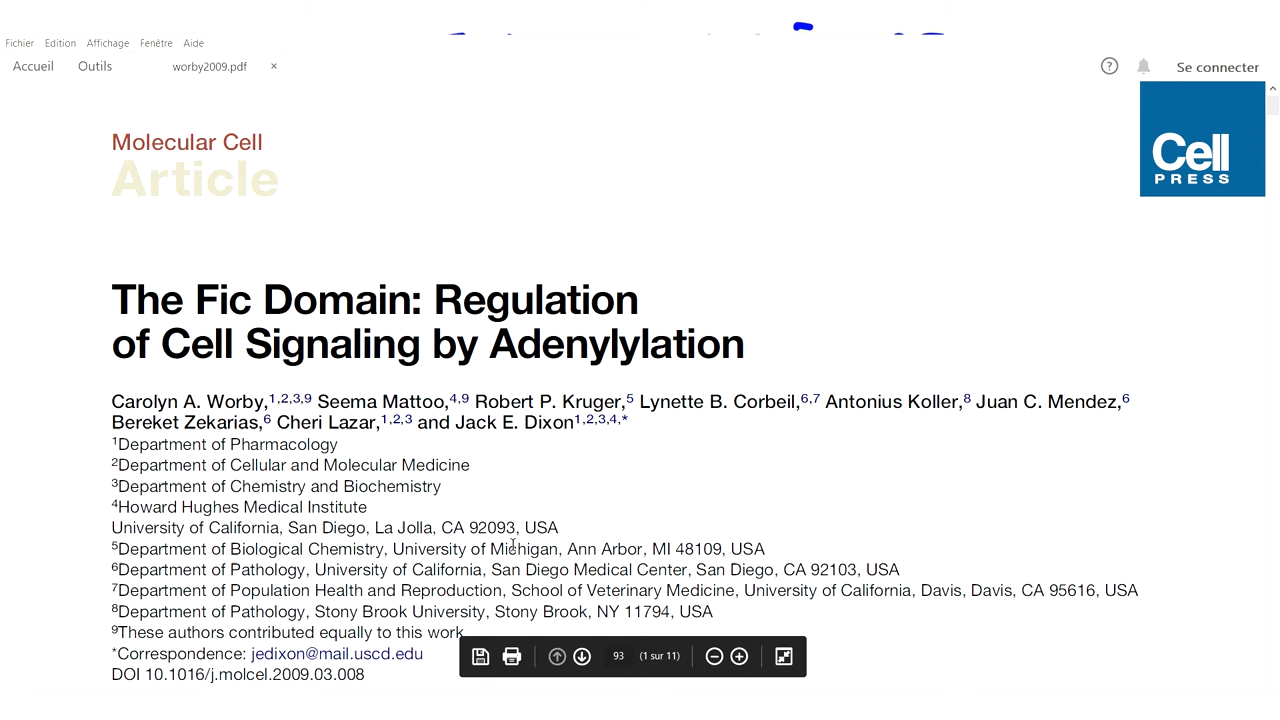 Fichier Edition Affichage Fenêtre Aide
Accueil Outils worby2009.pdf × ? Se connecter
Molecular Cell
Article
Cell
PRESS
The Fic Domain: Regulation
of Cell Signaling by Adenylylation
Carolyn A. Worby,1,2,3,9 Seema Mattoo,4,9 Robert P. Kruger,5 Lynette B. Corbeil,6,7 Antonius Koller,8 Juan C. Mendez,6
Bereket Zekarias,6 Cheri Lazar,1,2,3 and Jack E. Dixon1,2,3,4,*
1Department of Pharmacology
2Department of Cellular and Molecular Medicine
3Department of Chemistry and Biochemistry
4Howard Hughes Medical Institute
University of California, San Diego, La Jolla, CA 92093, USA
5Department of Biological Chemistry, University of Michigan, Ann Arbor, MI 48109, USA
6Department of Pathology, University of California, San Diego Medical Center, San Diego, CA 92103, USA
7Department of Population Health and Reproduction, School of Veterinary Medicine, University of California, Davis, Davis, CA 95616, USA
8Department of Pathology, Stony Brook University, Stony Brook, NY 11794, USA
9These authors contributed equally to this work
*Correspondence: jedixon@mail.uscd.edu
DOI 10.1016/j.molcel.2009.03.008
93 (1 sur 11)